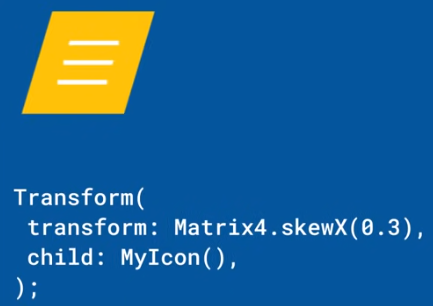 Transform(
transform: Matrix4.skewX(0.3),
child: MyIcon(),
);